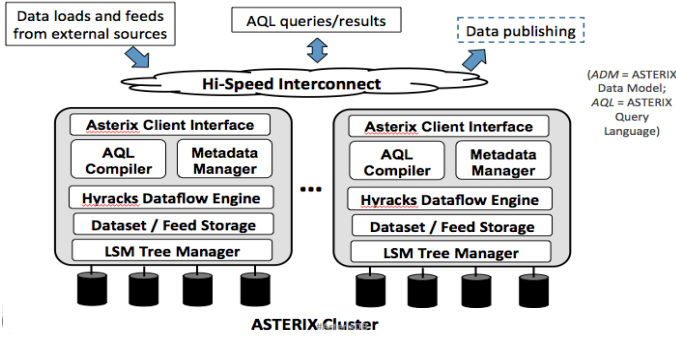 Data loads and feeds
from external sources
AQL queries/results
Data publishing
Hi-Speed Interconnect
(ADM = ASTERIX
Data Model;
AQL = ASTERIX
Query
Language)
Asterix Client Interface
AQL
Compiler
Metadata
Manager
Hyracks Dataflow Engine
Dataset / Feed Storage
LSM Tree Manager
...
Asterix Client Interface
AQL
Compiler
Metadata
Manager
Hyracks Dataflow Engine
Dataset / Feed Storage
LSM Tree Manager
ASTERIX Cluster